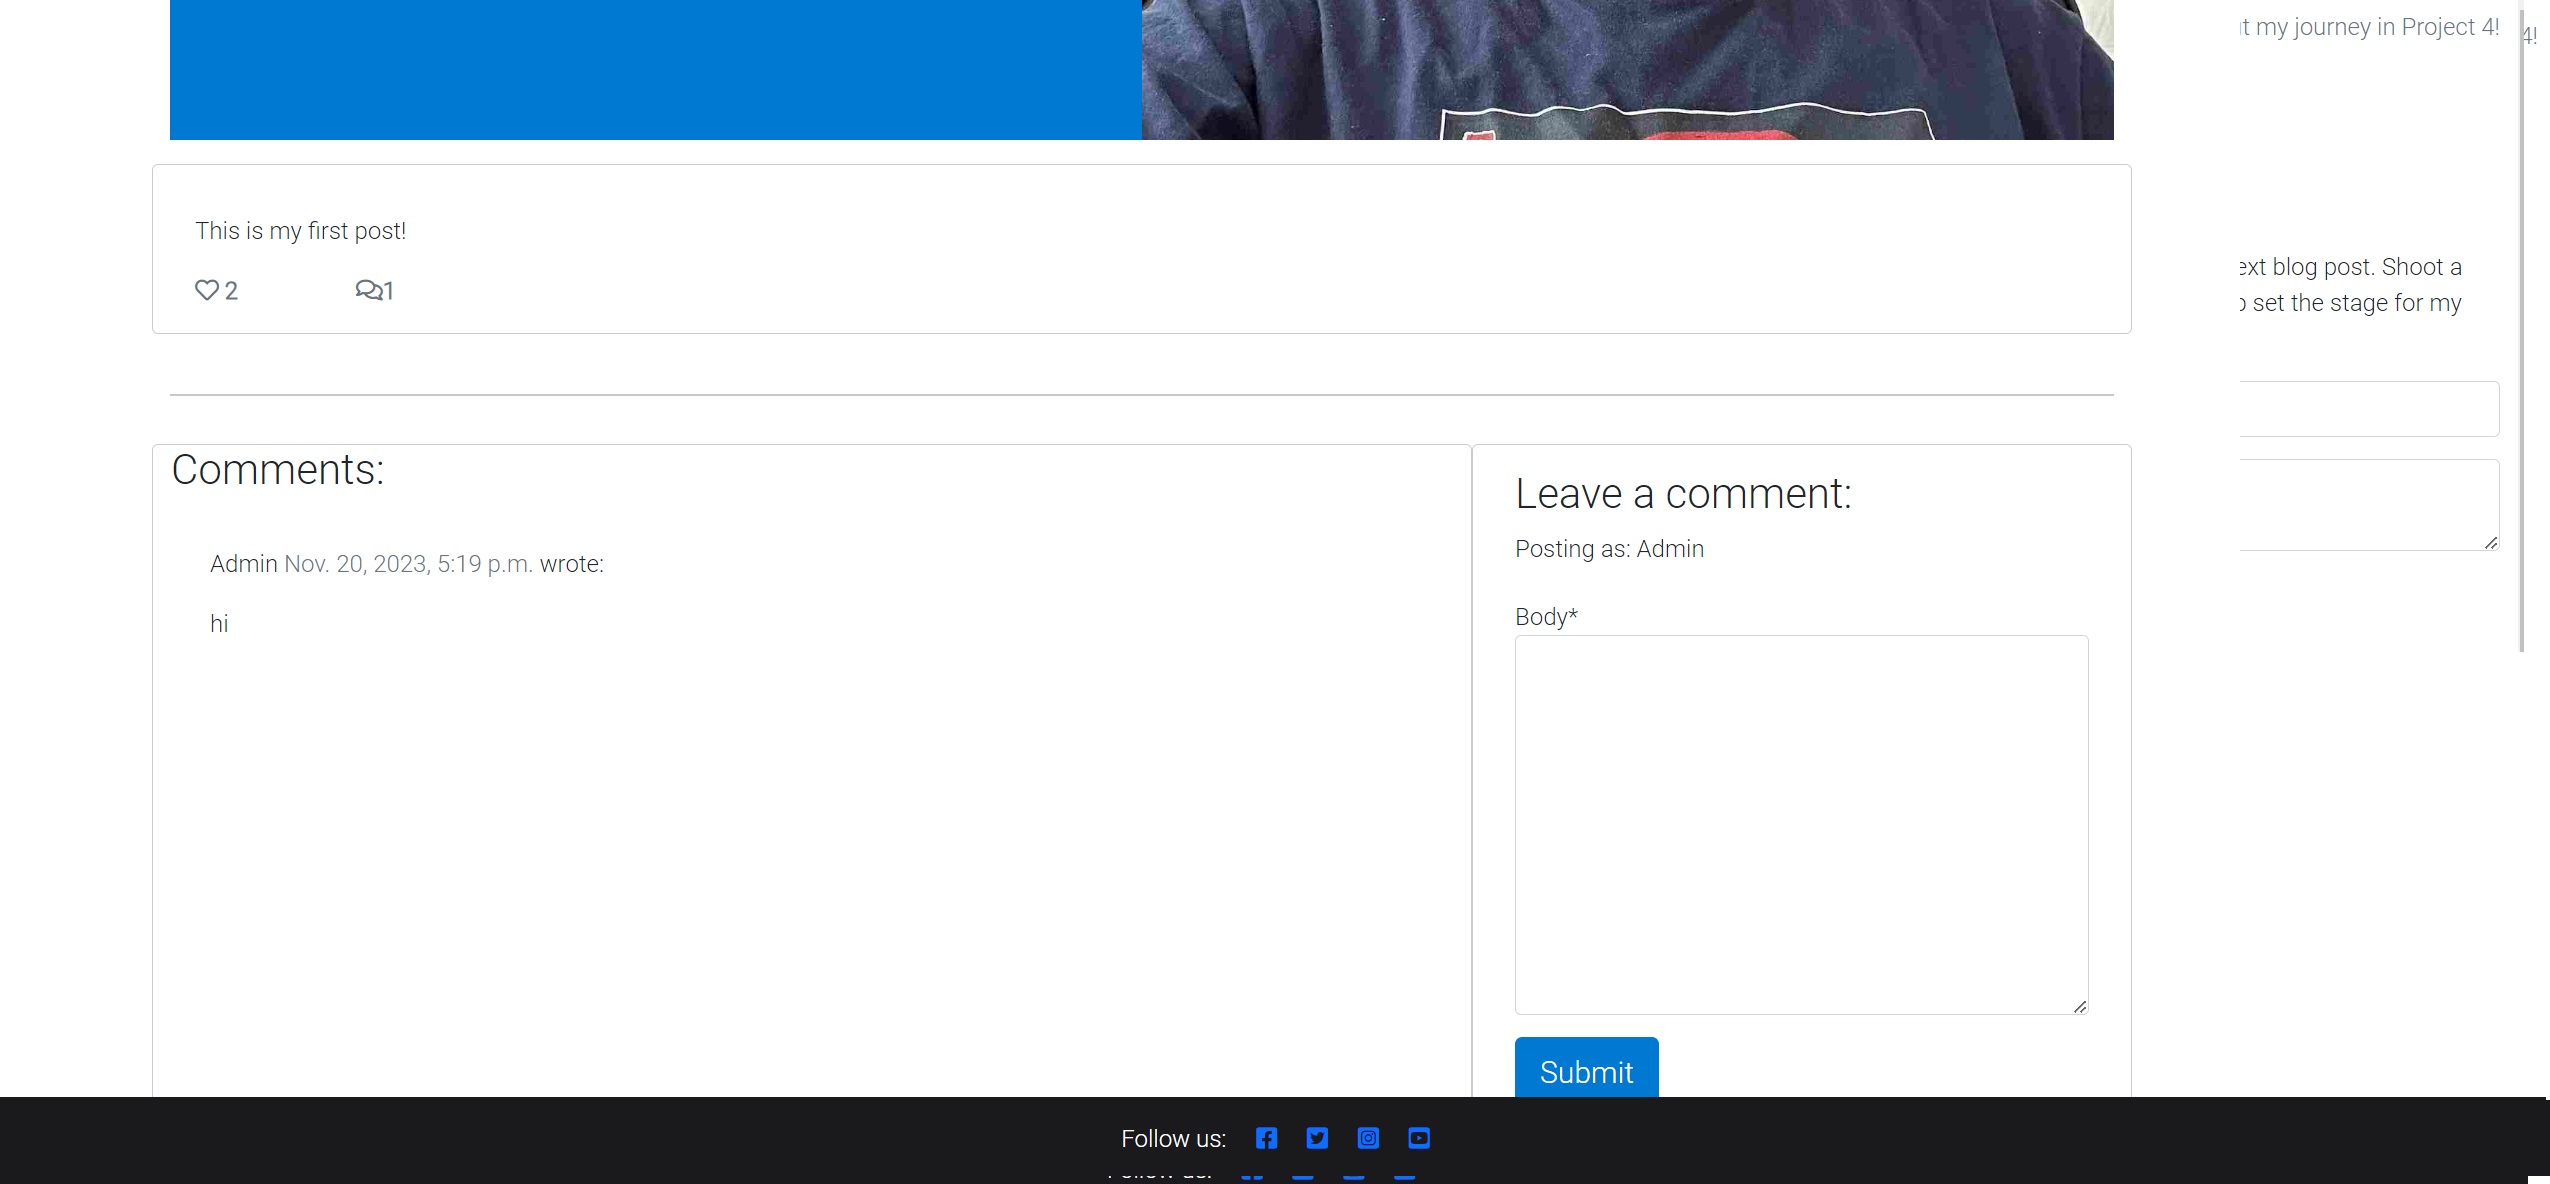 t my journey in Project 4!
4!
This is my first post!
2
1
ext blog post. Shoot a
set the stage for my
Comments:
Admin Nov. 20, 2023, 5:19 p.m. wrote:
hi
Leave a comment:
Posting as: Admin
Body*
Submit
Follow us: